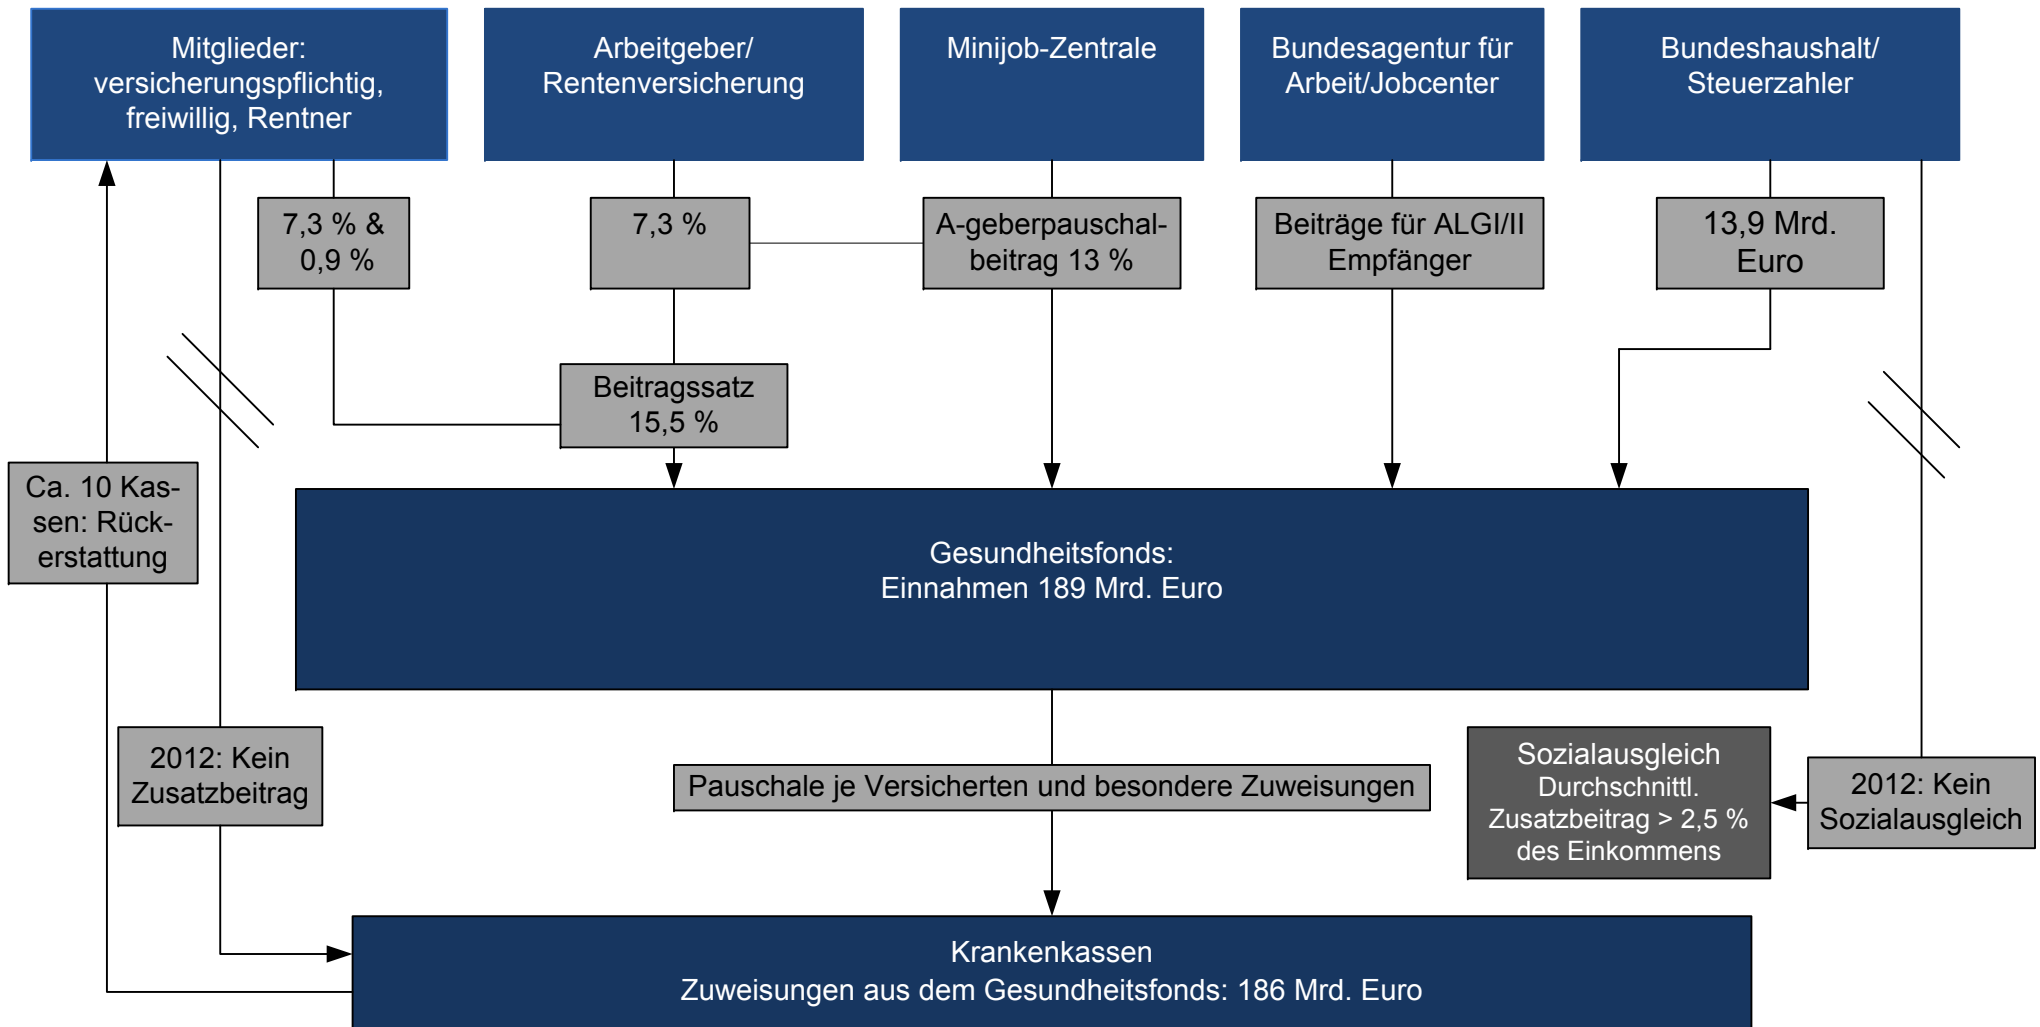 Mitglieder:
versicherungspflichtig,
freiwillig, Rentner
Arbeitgeber/
Rentenversicherung
Minijob-Zentrale
Bundesagentur für
Arbeit/Jobcenter
Bundeshaushalt/
Steuerzahler
7,3 % &
0,9 %
7,3 %
A-geberpauschal-
beitrag 13 %
Beiträge für ALGI/II
Empfänger
13,9 Mrd.
Euro
Beitragssatz
15,5 %
Ca. 10 Kas-
sen: Rück-
erstattung
Gesundheitsfonds:
Einnahmen 189 Mrd. Euro
2012: Kein
Zusatzbeitrag
Pauschale je Versicherten und besondere Zuweisungen
Sozialausgleich
Durchschnittl.
Zusatzbeitrag > 2,5 %
des Einkommens
2012: Kein
Sozialausgleich
Krankenkassen
Zuweisungen aus dem Gesundheitsfonds: 186 Mrd. Euro